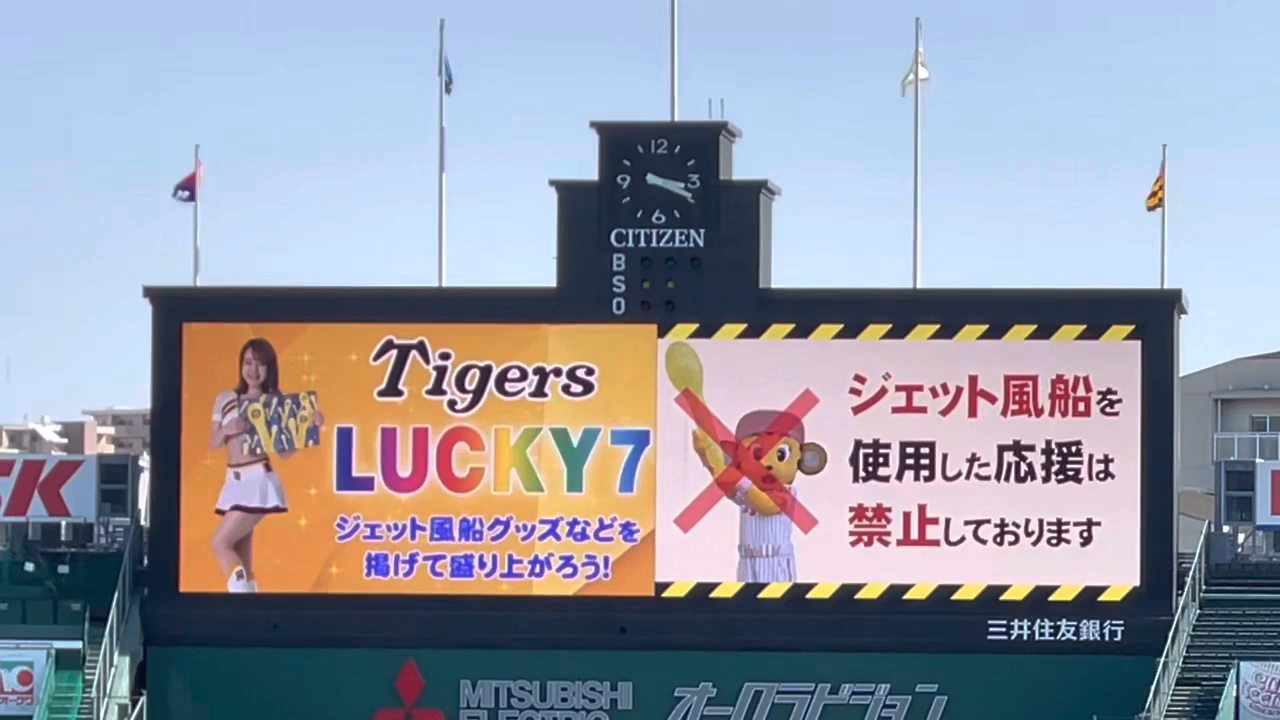 12
9 3
6
CITIZEN
B
S
O
Tigers
LUCKY7
ジェット風船グッズなどを
掲げて盛り上がろう!
ジェット風船を
使用した応援は
禁止しております
三井住友銀行
SK
MITSUBISHI
ELECTRIC
オーロラビジョン